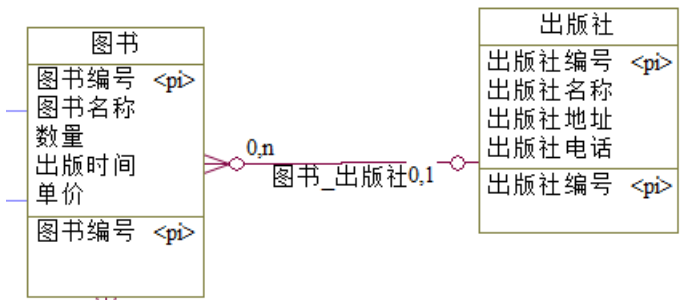 图书
图书编号 <pi>
图书名称
数量
出版时间
单价
图书编号 <pi>
0,n
图书_出版社0,1
出版社
出版社编号 <pi>
出版社名称
出版社地址
出版社电话
出版社编号 <pi>